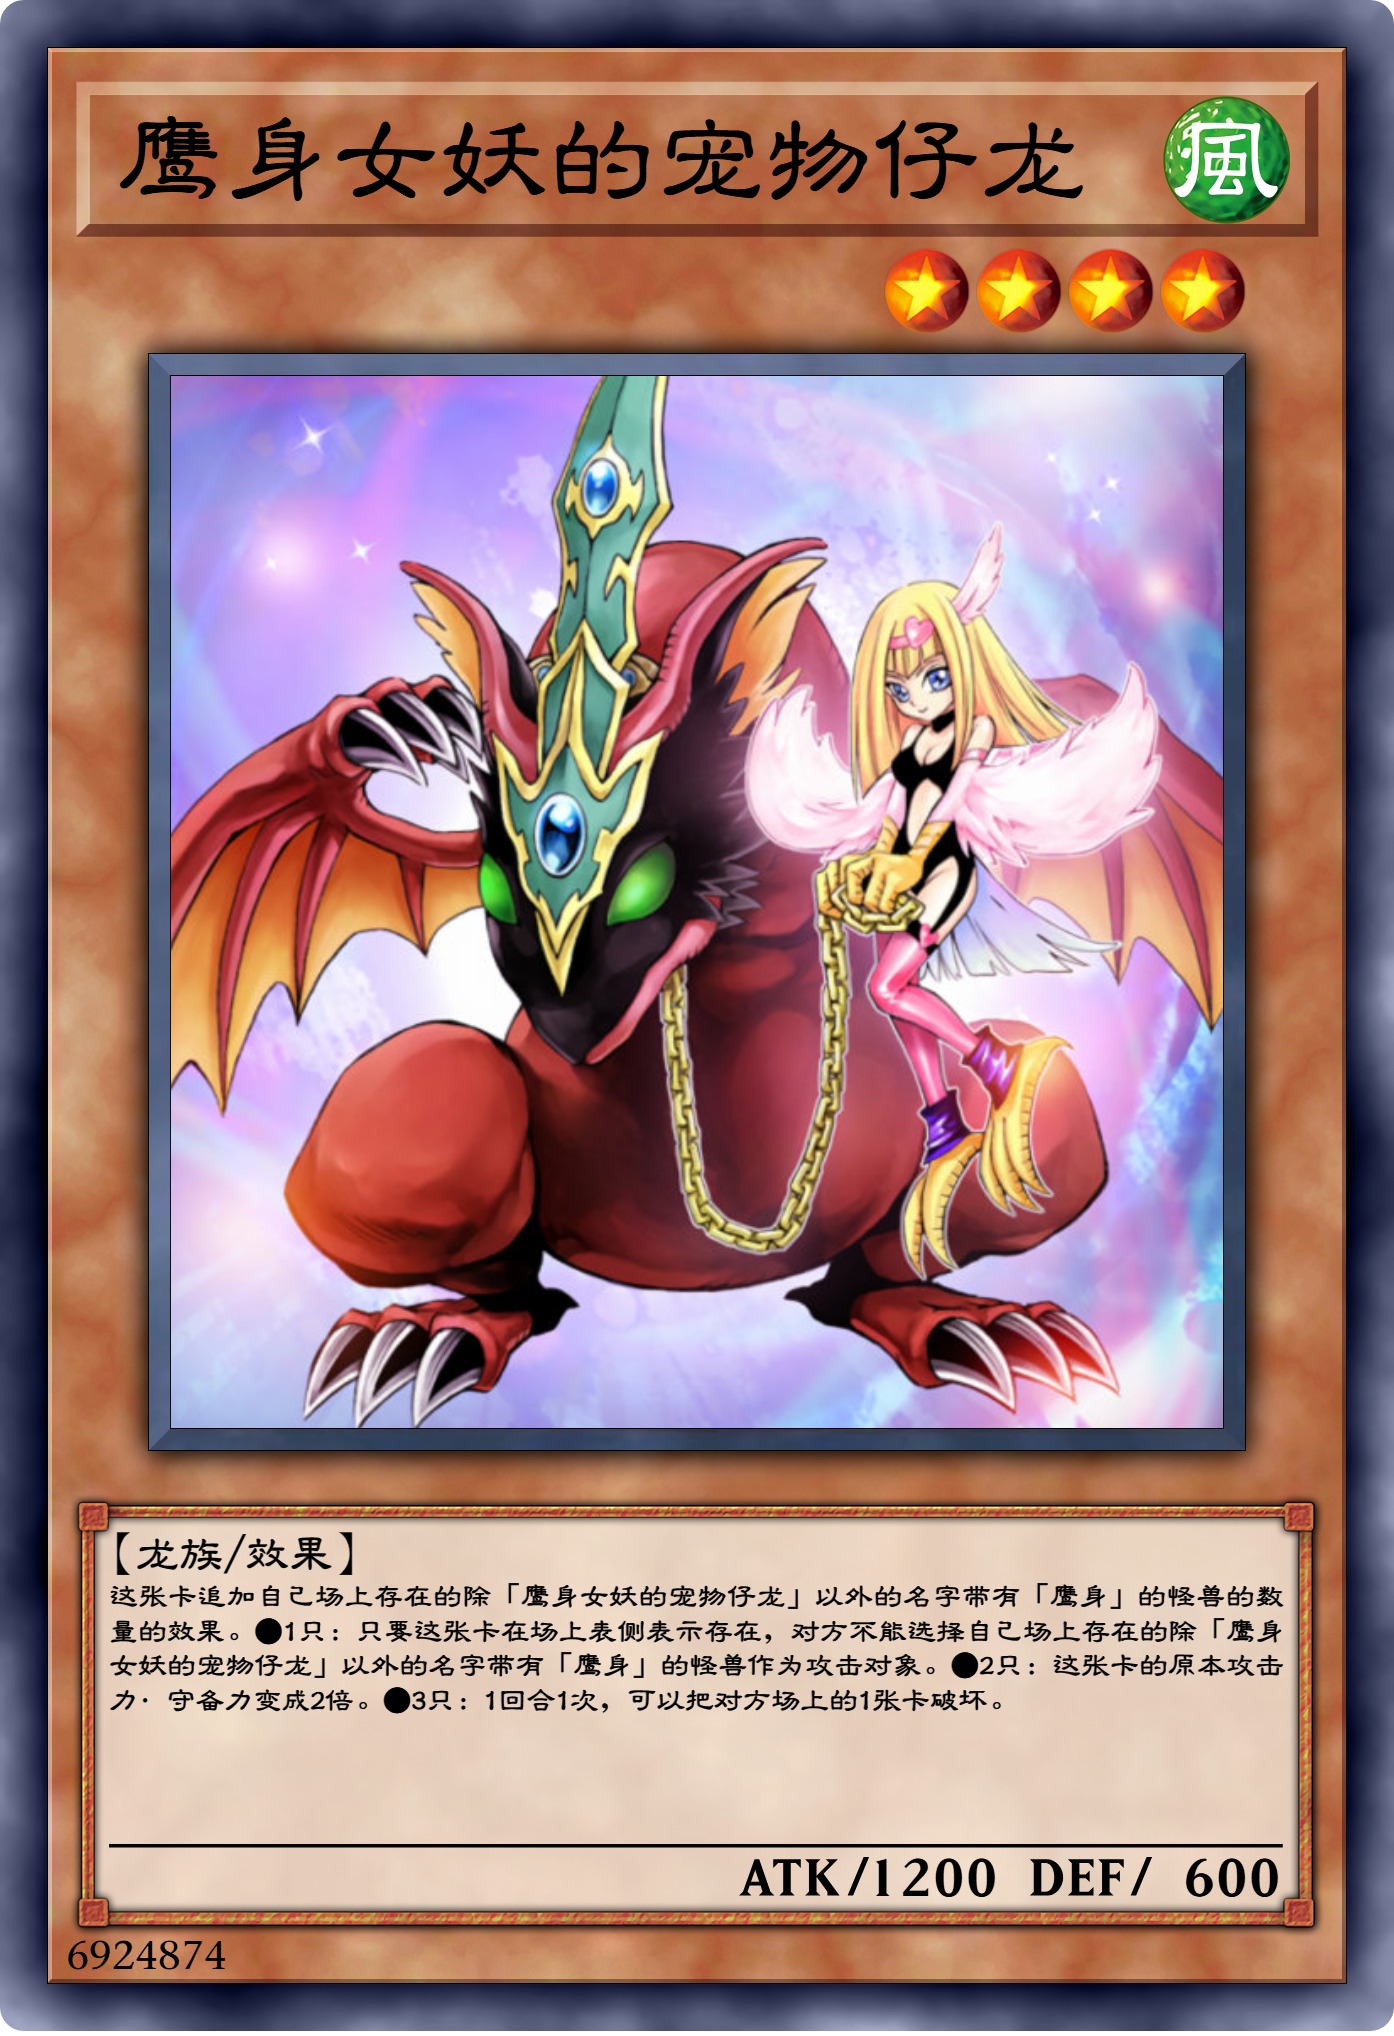 鹰身女妖的宠物仔龙
風
【龙族/效果】
这张卡追加自己场上存在的除「鹰身女妖的宠物仔龙」以外的名字带有「鹰身」的怪兽的数
量的效果。●1只：只要这张卡在场上表侧表示存在，对方不能选择自己场上存在的除「鹰身
女妖的宠物仔龙」以外的名字带有「鹰身」的怪兽作为攻击对象。●2只：这张卡的原本攻击
力·守备力变成2倍。●3只：1回合1次，可以把对方场上的1张卡破坏。
ATK/1200 DEF/ 600
6924874